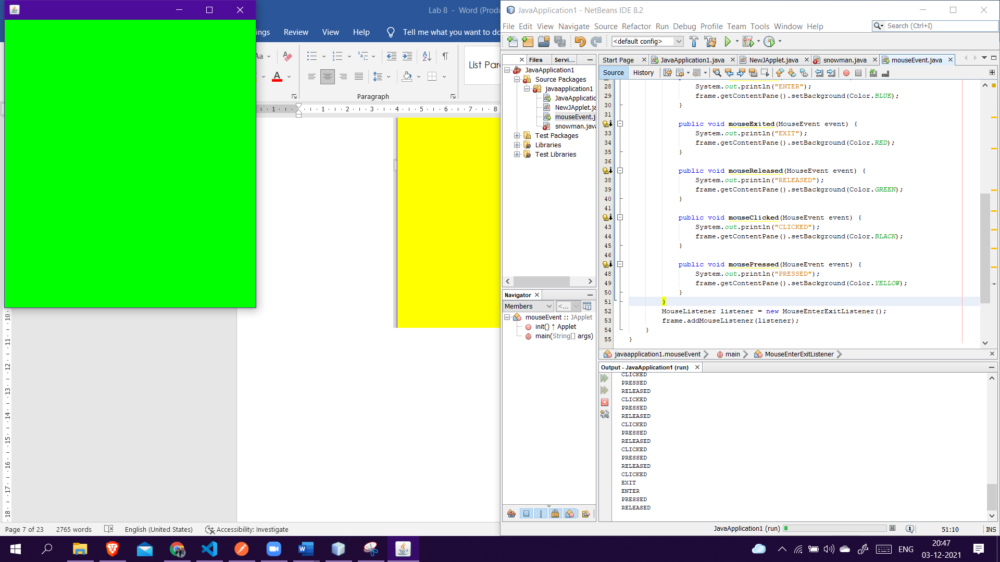 Lab 8 - Word (Produ
ngs Review View Help Tell me what you want to do
Aa
List Para
Paragraph
1 1 2 3 4 5 6 7 8
10
11
12
13
14
15
16
17
18
Page 7 of 23 2765 words English (United States) Accessibility: Investigate
JavaApplication1 - NetBeans IDE 8.2
File Edit View Navigate Source Refactor Run Debug Profile Team Tools Window Help
Search (Ctrl+I)
<default config>
Files Servi...
JavaApplication1
Source Packages
javaapplication1
JavaApplicatio
NewJApplet.ja
mouseEvent.j
snowman.java
Test Packages
Libraries
Test Libraries
Navigator
Members <...
mouseEvent :: JApplet
init() ↑ Applet
main(String[] args)
Start Page JavaApplication1.java NewJApplet.java snowman.java mouseEvent.java
Source History
28 System.out.println("ENTER");
29 frame.getContentPane().setBackground(Color.BLUE);
30 }
31
public void mouseExited(MouseEvent event) {
33 System.out.println("EXIT");
34 frame.getContentPane().setBackground(Color.RED);
35 }
36
public void mouseReleased(MouseEvent event) {
38 System.out.println("RELEASED");
39 frame.getContentPane().setBackground(Color.GREEN);
40 }
41
public void mouseClicked(MouseEvent event) {
43 System.out.println("CLICKED");
44 frame.getContentPane().setBackground(Color.BLACK);
45 }
46
public void mousePressed(MouseEvent event) {
48 System.out.println("PRESSED");
49 frame.getContentPane().setBackground(Color.YELLOW);
50 }
51 }
52 MouseListener listener = new MouseEnterExitListener();
53 frame.addMouseListener(listener);
54 }
55 }
javaapplication1.mouseEvent main MouseEnterExitListener
Output - JavaApplication1 (run)
CLICKED
PRESSED
RELEASED
CLICKED
PRESSED
RELEASED
CLICKED
PRESSED
RELEASED
CLICKED
PRESSED
RELEASED
CLICKED
EXIT
ENTER
PRESSED
RELEASED
JavaApplication1 (run) 1 51:10 INS
ENG
20:47
03-12-2021